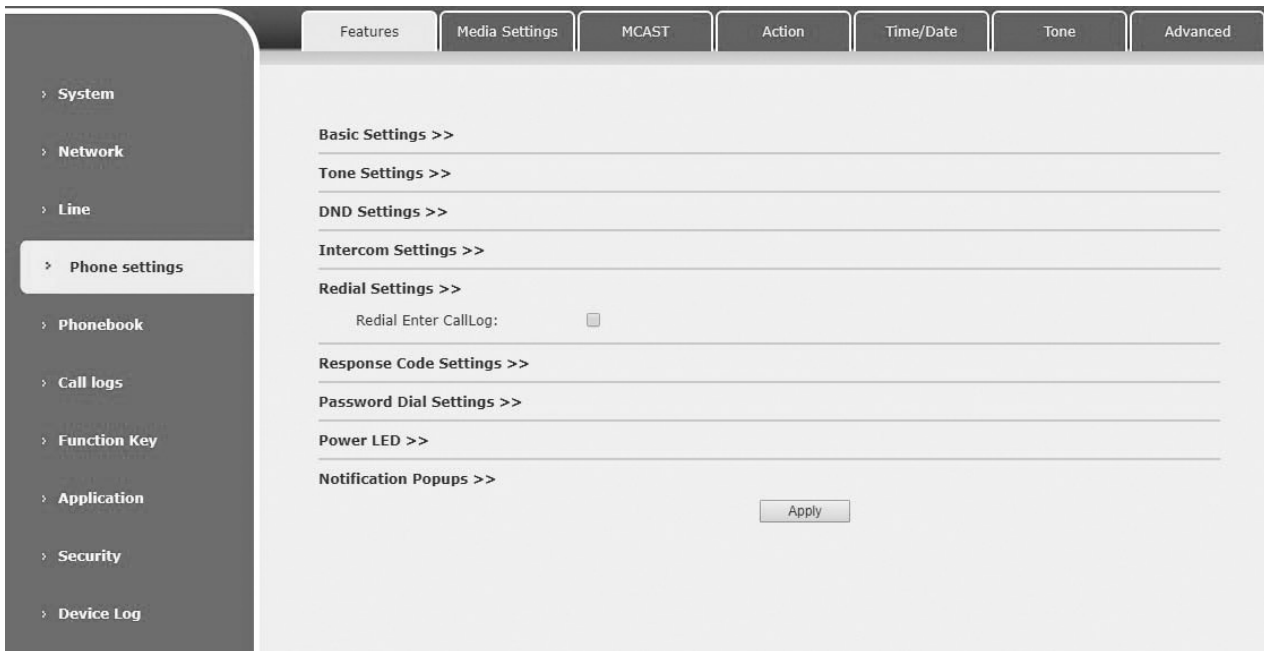 Features
Media Settings
MCAST
Action
Time/Date
Tone
Advanced
› System
› Network
› Line
› Phone settings
› Phonebook
› Call logs
› Function Key
› Application
› Security
› Device Log
Basic Settings >>
Tone Settings >>
DND Settings >>
Intercom Settings >>
Redial Settings >>
Redial Enter CallLog:
Response Code Settings >>
Password Dial Settings >>
Power LED >>
Notification Popups >>
Apply